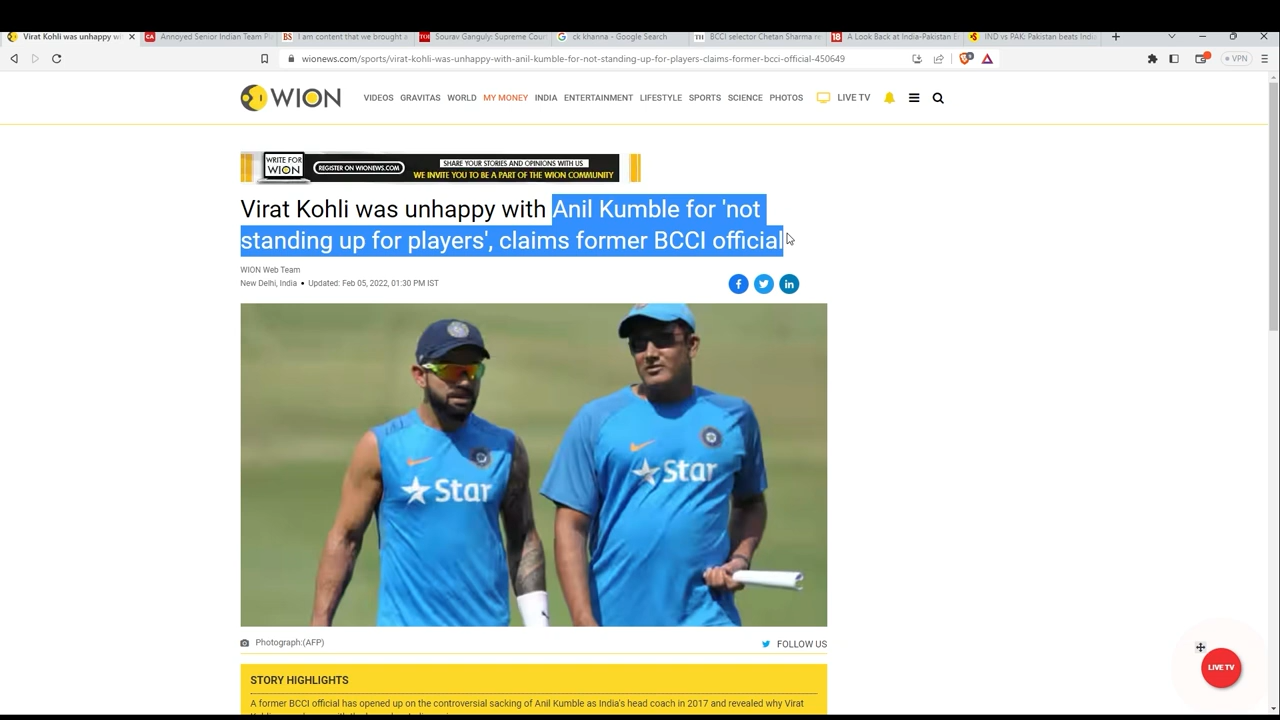 Virat Kohli was unhappy wi
Annoyed Senior Indian Team Pl
I am content that we brought a
Sourav Ganguly: Supreme Cour
ck khanna - Google Search
BCCI selector Chetan Sharma re
A Look Back at India-Pakistan E
IND vs PAK: Pakistan beats Indi
wionews.com/sports/virat-kohli-was-unhappy-with-anil-kumble-for-not-standing-up-for-players-claims-former-bcci-official-450649
VPN
WION VIDEOS GRAVITAS WORLD MY MONEY INDIA ENTERTAINMENT LIFESTYLE SPORTS SCIENCE PHOTOS LIVE TV
WRITE FOR
WION
REGISTER ON WIONEWS.COM
SHARE YOUR STORIES AND OPINIONS WITH US
WE INVITE YOU TO BE A PART OF THE WION COMMUNITY
Virat Kohli was unhappy with Anil Kumble for 'not
standing up for players', claims former BCCI official
WION Web Team
New Delhi, India • Updated: Feb 05, 2022, 01:30 PM IST
Star
Star
Photograph:(AFP)
FOLLOW US
LIVE TV
STORY HIGHLIGHTS
A former BCCI official has opened up on the controversial sacking of Anil Kumble as India's head coach in 2017 and revealed why Virat